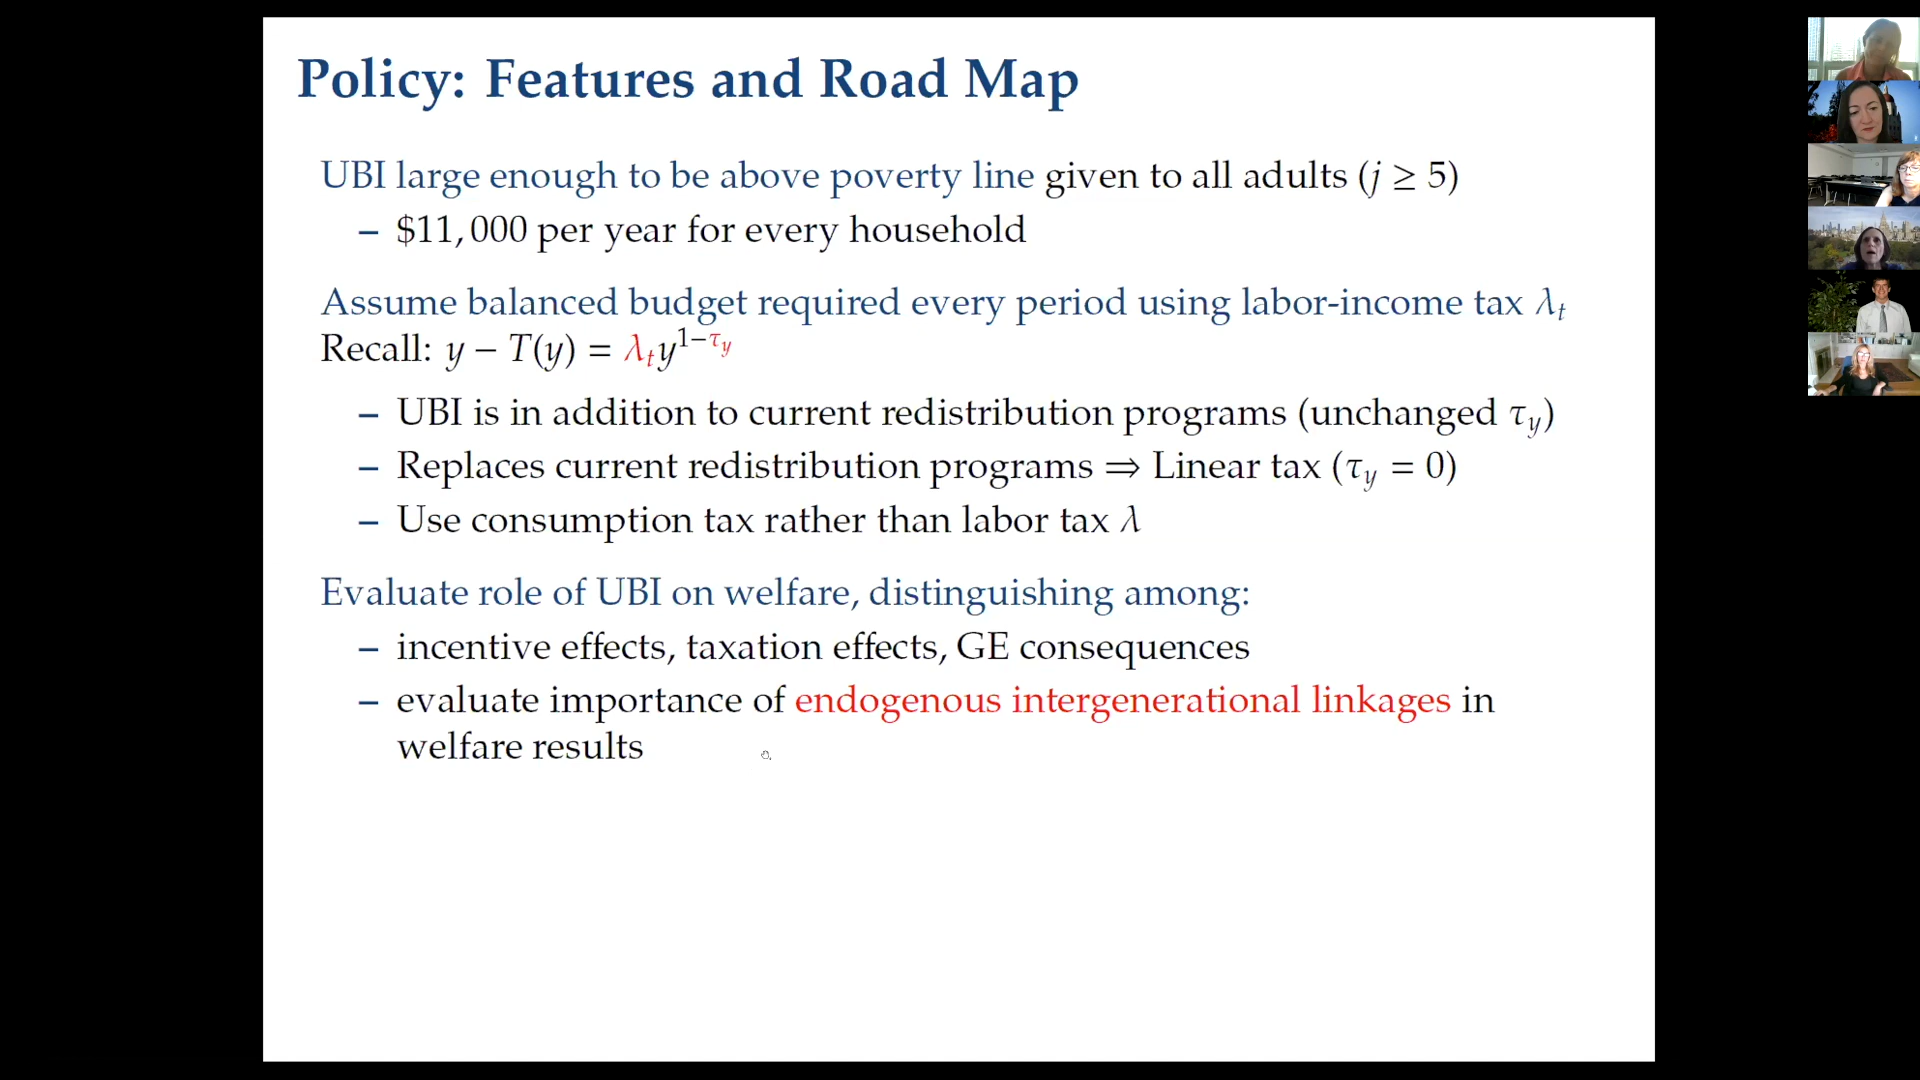 Policy: Features and Road Map
UBI large enough to be above poverty line given to all adults (j ≥ 5)
– $11,000 per year for every household
Assume balanced budget required every period using labor-income tax λₜ
Recall: y − T(y) = λₜy^{1−τ_y}
– UBI is in addition to current redistribution programs (unchanged τ_y)
– Replaces current redistribution programs ⇒ Linear tax (τ_y = 0)
– Use consumption tax rather than labor tax λ
Evaluate role of UBI on welfare, distinguishing among:
– incentive effects, taxation effects, GE consequences
– evaluate importance of endogenous intergenerational linkages in
welfare results